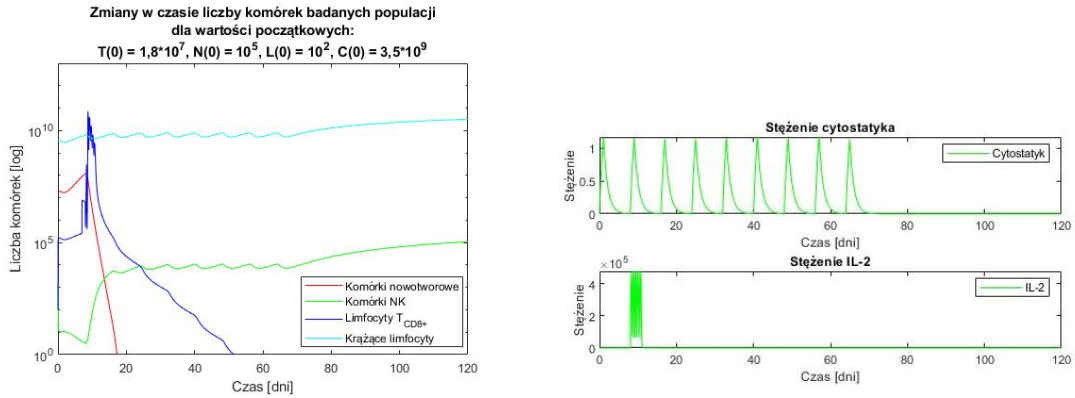 Zmiany w czasie liczby komórek badanych populacji
dla wartości początkowych:
T(0) = 1,8*10^7, N(0) = 10^5, L(0) = 10^2, C(0) = 3,5*10^9
Liczba komórek [log]
10^10
10^5
10^0
0 20 40 60 80 100 120
Czas [dni]
Komórki nowotworowe
Komórki NK
Limfocyty T_CD8+
Krążące limfocyty
Stężenie cytostatyka
Stężenie
1
0.5
0
0 20 40 60 80 100 120
Czas [dni]
Cytostatyk
Stężenie IL-2
×10^5
Stężenie
4
2
0
0 20 40 60 80 100 120
Czas [dni]
IL-2